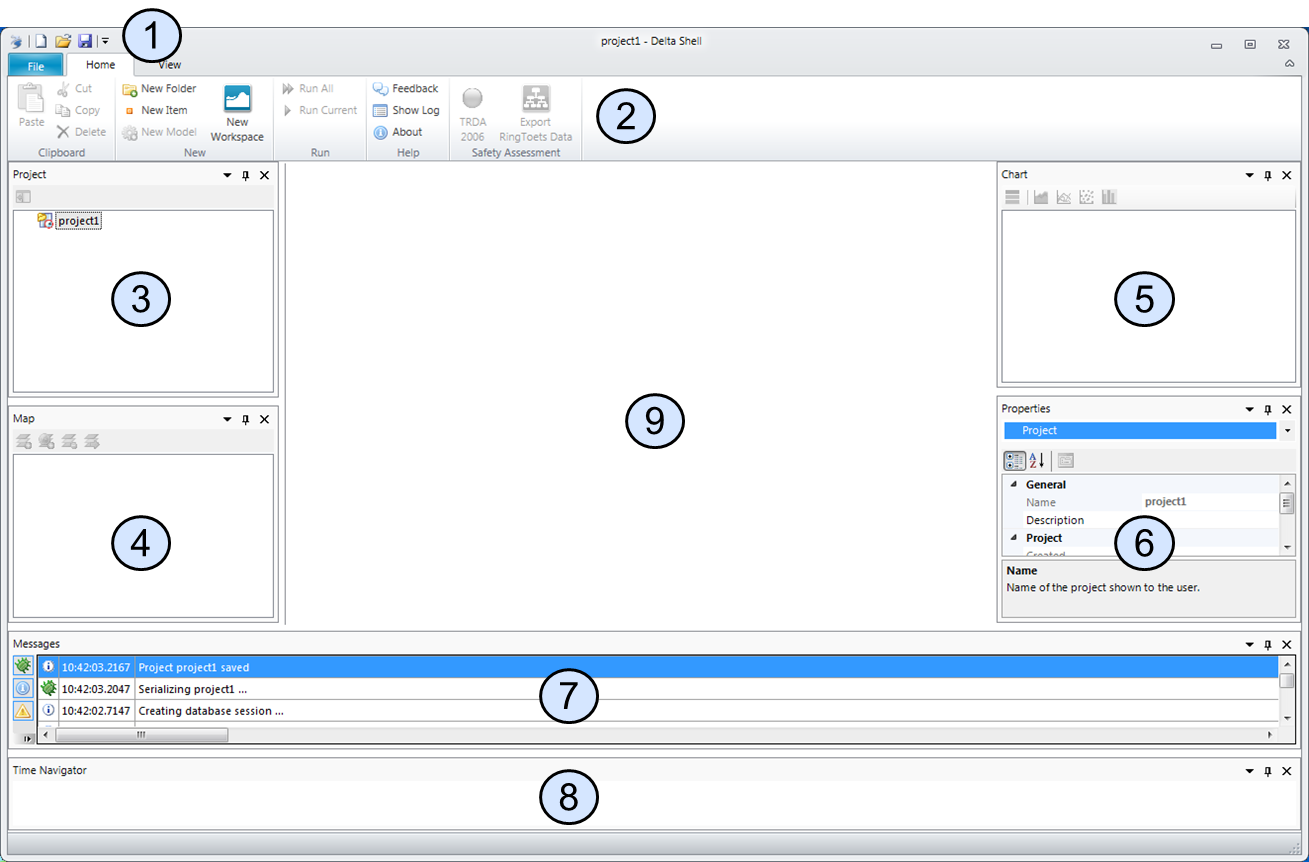 1
project1 - Delta Shell
File Home View
Paste
Cut
Copy
Delete
Clipboard
New Folder
New Item
New Model
New Workspace
New
Run All
Run Current
Run
Feedback
Show Log
About
Help
TRDA 2006
Export RingToets Data
Safety Assessment
2
Project
project1
3
Map
4
9
Chart
5
Properties
Project
General
Name project1
Description
Project
Created
6
Name
Name of the project shown to the user.
Messages
10:42:03.2167 Project project1 saved
10:42:03.2047 Serializing project1 ...
10:42:02.7147 Creating database session ...
7
Time Navigator
8